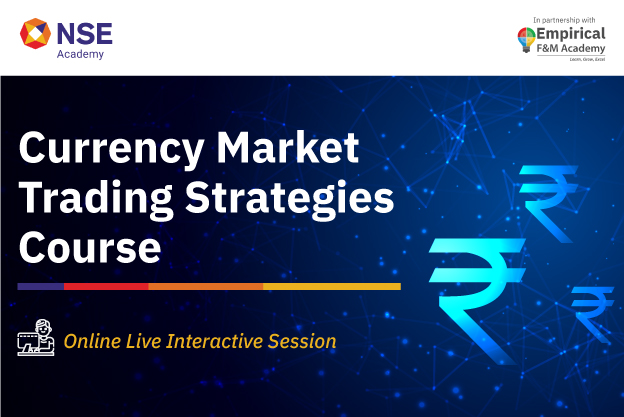 NSE
Academy
In partnership with
Empirical
F&M Academy
Learn, Grow, Excel
Currency Market
Trading Strategies
Course
₹
₹
₹
Online Live Interactive Session